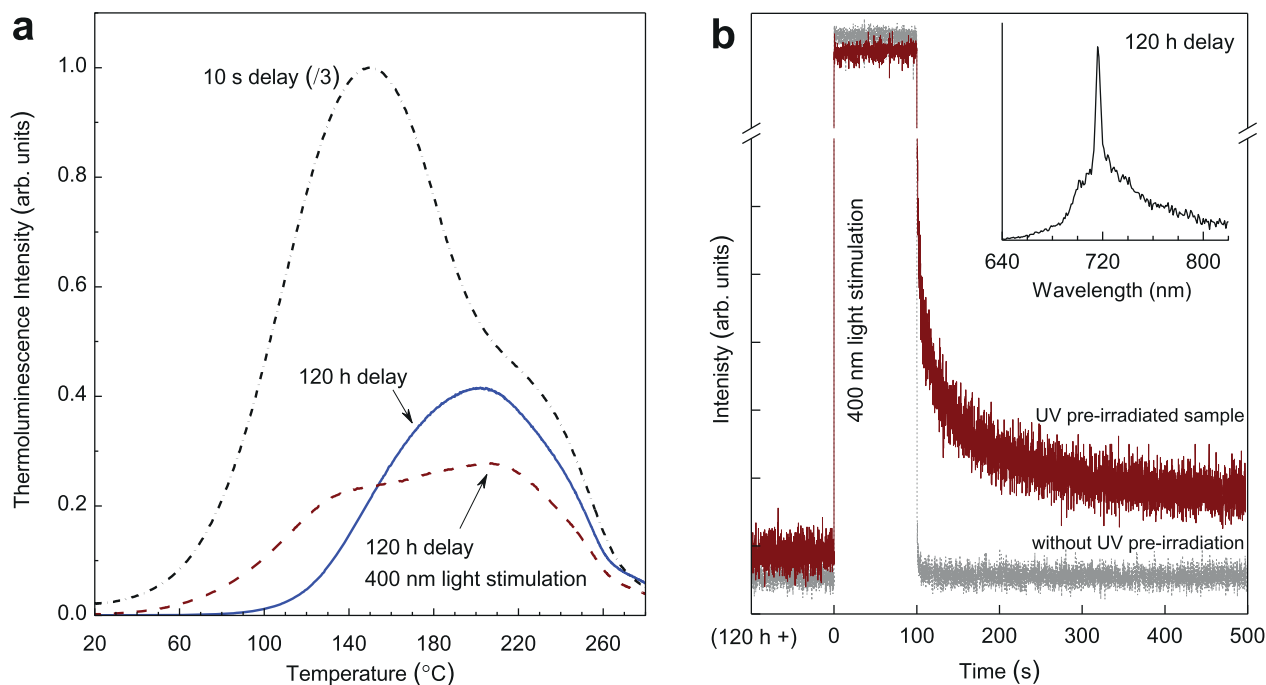 a
Thermoluminescence Intensity (arb. units)
1.0
0.8
0.6
0.4
0.2
0.0
10 s delay (/3)
120 h delay
120 h delay
400 nm light stimulation
20 60 100 140 180 220 260
Temperature (°C)
b
Intenisty (arb. units)
400 nm light stimulation
120 h delay
640 720 800
Wavelength (nm)
UV pre-irradiated sample
without UV pre-irradiation
(120 h +) 0 100 200 300 400 500
Time (s)